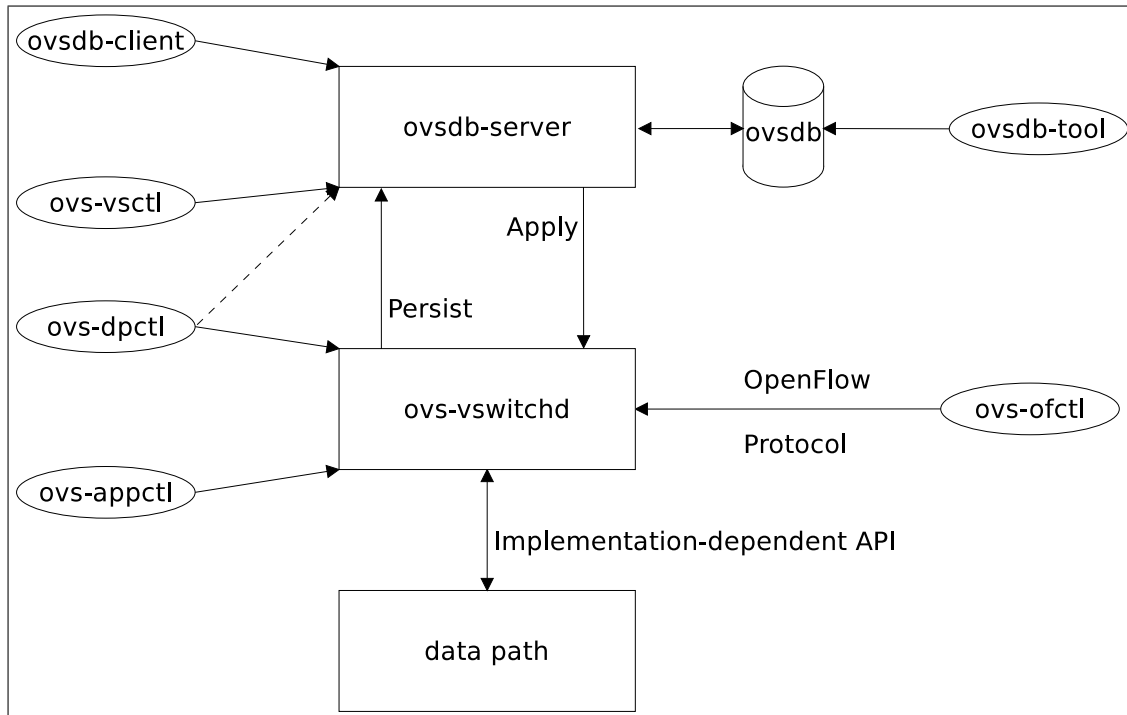 ovsdb-client
ovsdb-server
ovsdb
ovsdb-tool
ovs-vsctl
Apply
Persist
ovs-dpctl
OpenFlow
ovs-vswitchd
ovs-ofctl
Protocol
ovs-appctl
Implementation-dependent API
data path